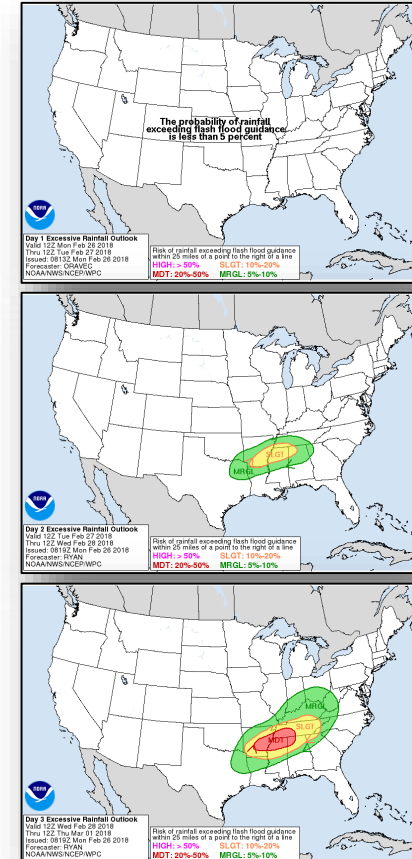 The probability of rainfall
exceeding flash flood guidance
is less than 5 percent
NOAA
Day 1 Excessive Rainfall Outlook
Valid 12Z Mon Feb 26 2018
Thru 12Z Tue Feb 27 2018
Issued: 0813Z Mon Feb 26 2018
Forecaster: ORAVEC
NOAA/NWS/NCEP/WPC
Risk of rainfall exceeding flash flood guidance
within 25 miles of a point to the right of a line
HIGH: > 50% SLGT: 10%-20%
MDT: 20%-50% MRGL: 5%-10%
SLGT
MRGL
NOAA
Day 2 Excessive Rainfall Outlook
Valid 12Z Tue Feb 27 2018
Thru 12Z Wed Feb 28 2018
Issued: 0819Z Mon Feb 26 2018
Forecaster: RYAN
NOAA/NWS/NCEP/WPC
Risk of rainfall exceeding flash flood guidance
within 25 miles of a point to the right of a line
HIGH: > 50% SLGT: 10%-20%
MDT: 20%-50% MRGL: 5%-10%
MRGL
SLGT
MDT
NOAA
Day 3 Excessive Rainfall Outlook
Valid 12Z Wed Feb 28 2018
Thru 12Z Thu Mar 01 2018
Issued: 0819Z Mon Feb 26 2018
Forecaster: RYAN
NOAA/NWS/NCEP/WPC
Risk of rainfall exceeding flash flood guidance
within 25 miles of a point to the right of a line
HIGH: > 50% SLGT: 10%-20%
MDT: 20%-50% MRGL: 5%-10%